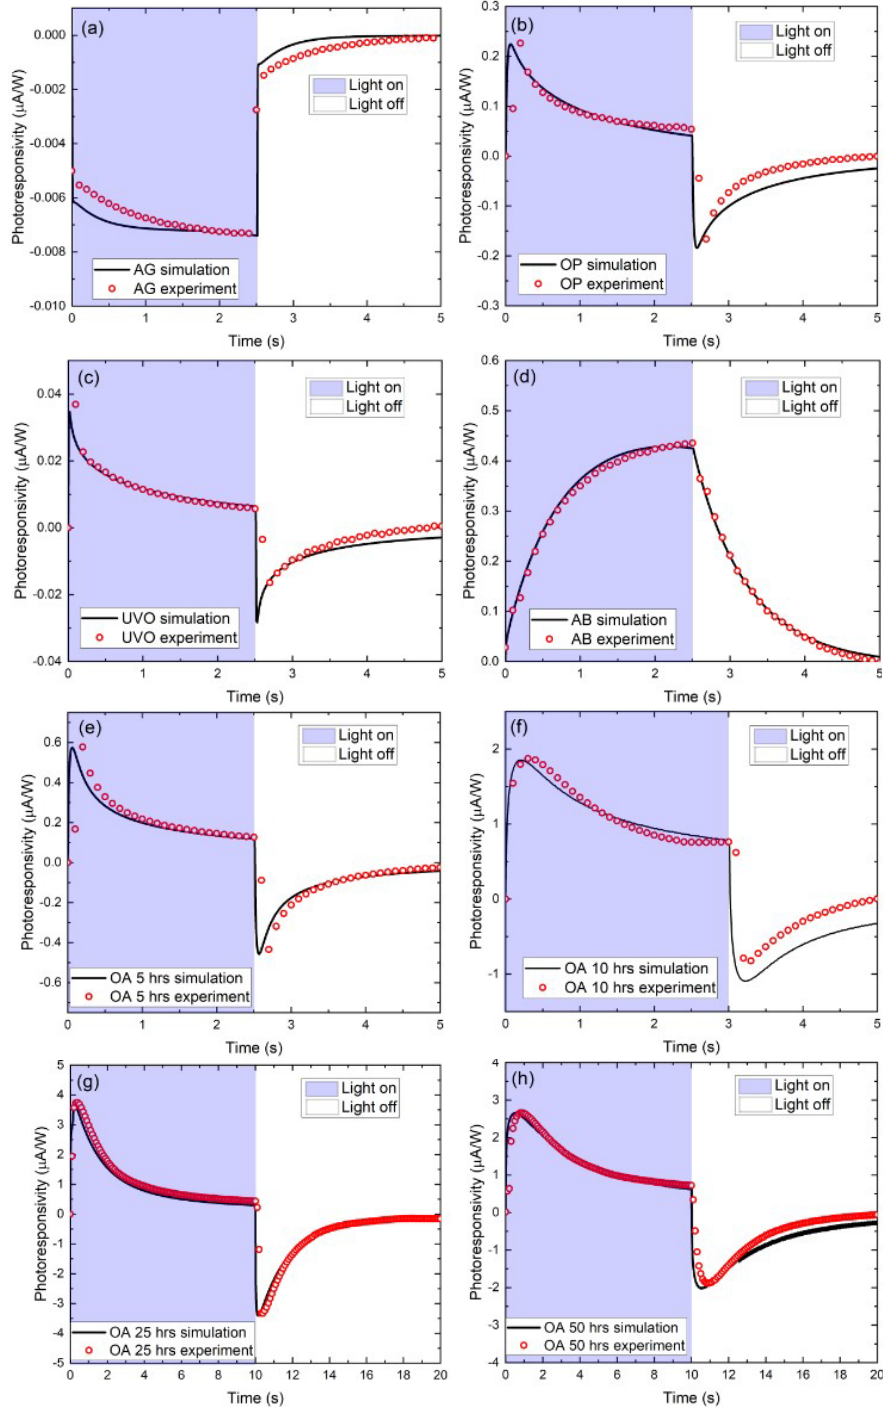 (a)
0.000
-0.002
-0.004
-0.006
-0.008
-0.010
Photoresponsivity (μA/W)
Light on
Light off
AG simulation
AG experiment
0 1 2 3 4 5
Time (s)
(b)
0.3
0.2
0.1
0.0
-0.1
-0.2
-0.3
Photoresponsivity (μA/W)
Light on
Light off
OP simulation
OP experiment
0 1 2 3 4 5
Time (s)
(c)
0.04
0.02
0.00
-0.02
-0.04
Photoresponsivity (μA/W)
Light on
Light off
UVO simulation
UVO experiment
0 1 2 3 4 5
Time (s)
(d)
0.6
0.5
0.4
0.3
0.2
0.1
0.0
Photoresponsivity (μA/W)
Light on
Light off
AB simulation
AB experiment
0 1 2 3 4 5
Time (s)
(e)
0.6
0.4
0.2
0.0
-0.2
-0.4
-0.6
Photoresponsivity (μA/W)
Light on
Light off
OA 5 hrs simulation
OA 5 hrs experiment
0 1 2 3 4 5
Time (s)
(f)
2
1
0
-1
Photoresponsivity (μA/W)
Light on
Light off
OA 10 hrs simulation
OA 10 hrs experiment
0 1 2 3 4 5
Time (s)
(g)
5
4
3
2
1
0
-1
-2
-3
-4
-5
Photoresponsivity (μA/W)
Light on
Light off
OA 25 hrs simulation
OA 25 hrs experiment
0 2 4 6 8 10 12 14 16 18 20
Time (s)
(h)
4
3
2
1
0
-1
-2
-3
-4
Photoresponsivity (μA/W)
Light on
Light off
OA 50 hrs simulation
OA 50 hrs experiment
0 2 4 6 8 10 12 14 16 18 20
Time (s)